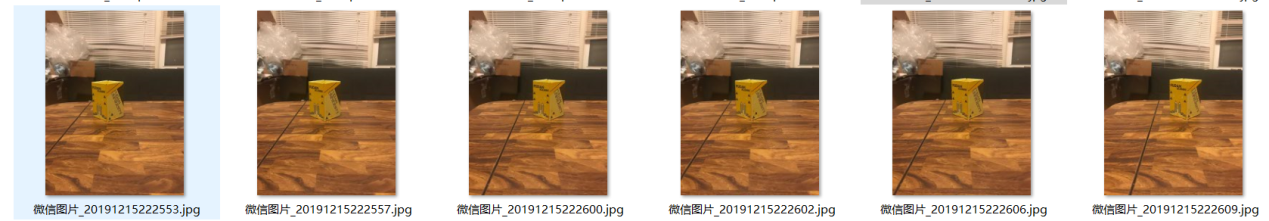 微信图片_20191215222553.jpg
微信图片_20191215222557.jpg
微信图片_20191215222600.jpg
微信图片_20191215222602.jpg
微信图片_20191215222606.jpg
微信图片_20191215222609.jpg